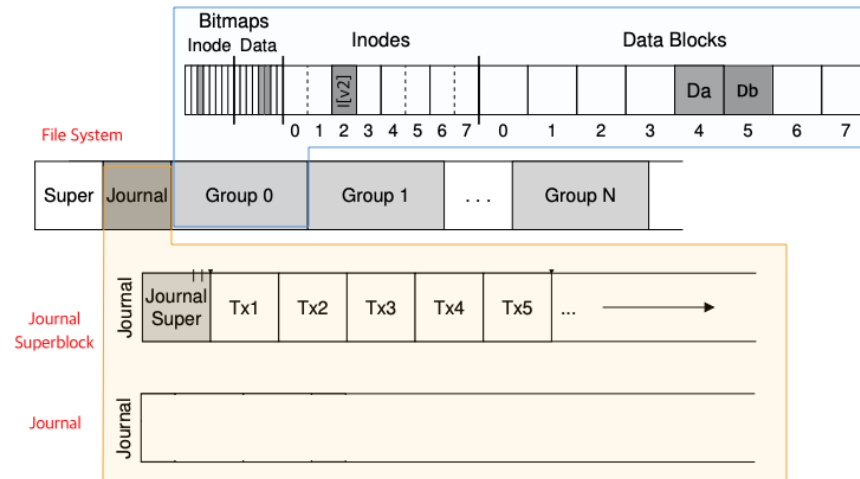 Bitmaps
Inode Data
Inodes
Data Blocks
I[v2]
Da
Db
0 1 2 3 4 5 6 7
0 1 2 3 4 5 6 7
File System
Super
Journal
Group 0
Group 1
. . .
Group N
Journal
Journal
Super
Tx1
Tx2
Tx3
Tx4
Tx5
...
Journal
Superblock
Journal
Journal